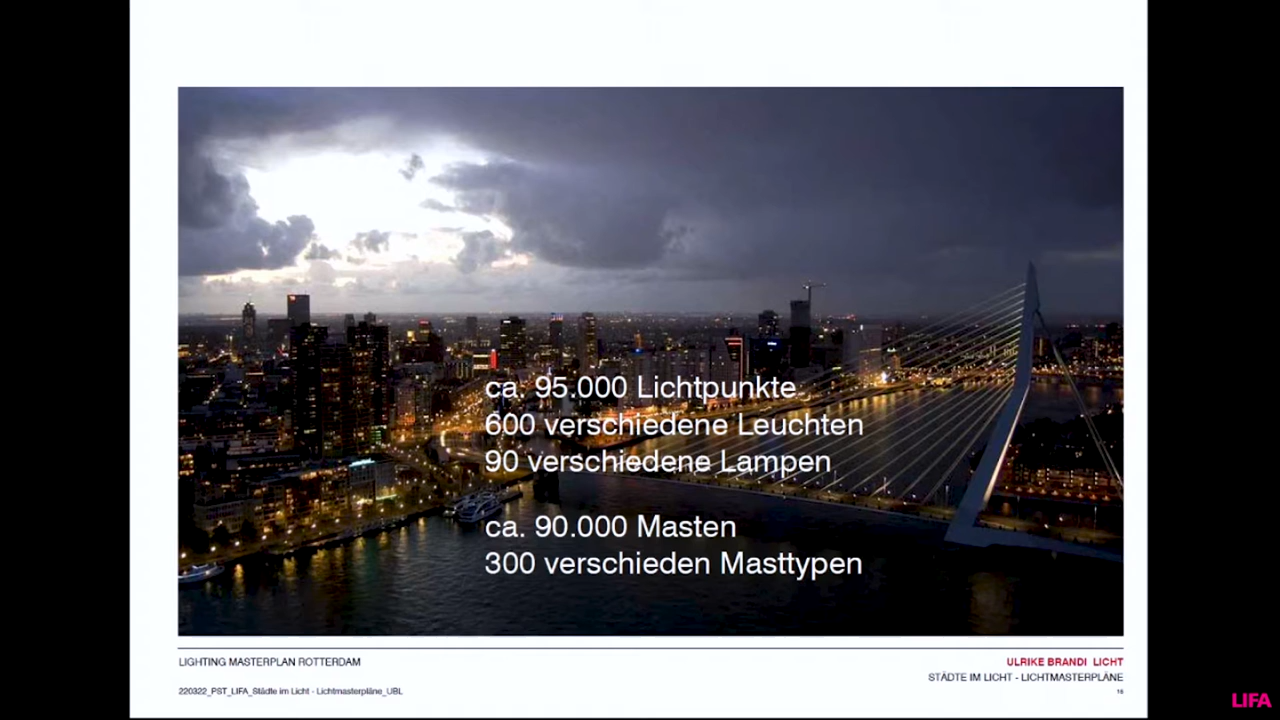 ca. 95.000 Lichtpunkte
600 verschiedene Leuchten
90 verschiedene Lampen
ca. 90.000 Masten
300 verschieden Masttypen
LIGHTING MASTERPLAN ROTTERDAM
ULRIKE BRANDI LICHT
STÄDTE IM LICHT - LICHTMASTERPLÄNE
220322_PST_LIFA_Städte im Licht - Lichtmasterpläne_UBL
LIFA